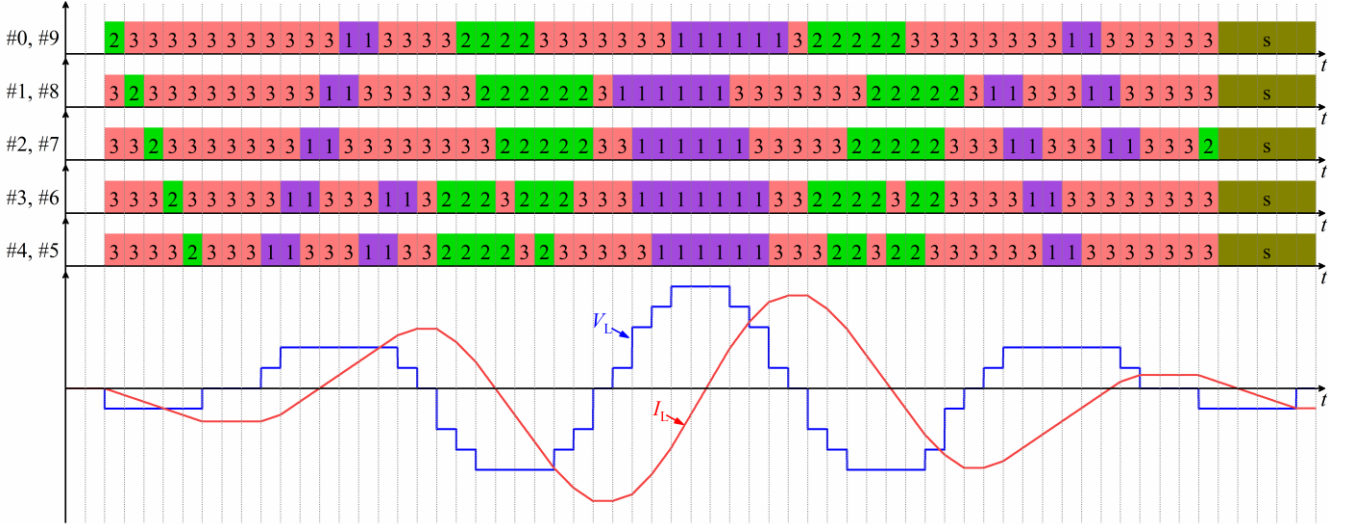 #0, #9 2 3 3 3 3 3 3 3 3 3 3 3 1 1 3 3 3 3 2 2 2 2 3 3 3 3 3 3 3 1 1 1 1 1 1 3 2 2 2 2 2 3 3 3 3 3 3 3 3 1 1 3 3 3 3 3 3 s
t
#1, #8 3 2 3 3 3 3 3 3 3 3 3 1 1 3 3 3 3 3 3 2 2 2 2 2 2 3 1 1 1 1 1 1 3 3 3 3 3 3 3 2 2 2 2 2 3 1 1 3 3 3 1 1 3 3 3 3 3 s
t
#2, #7 3 3 2 3 3 3 3 3 3 3 1 1 3 3 3 3 3 3 3 3 2 2 2 2 2 3 3 1 1 1 1 1 1 3 3 3 3 3 2 2 2 2 2 3 3 3 1 1 3 3 3 1 1 3 3 3 2 s
t
#3, #6 3 3 3 2 3 3 3 3 3 1 1 3 3 3 1 1 3 2 2 2 3 2 2 2 3 3 3 1 1 1 1 1 1 1 3 3 2 2 2 2 3 2 2 3 3 3 3 1 1 3 3 3 3 3 3 3 3 s
t
#4, #5 3 3 3 3 2 3 3 3 1 1 3 3 3 1 1 3 3 2 2 2 2 3 2 3 3 3 3 3 1 1 1 1 1 1 3 3 3 2 2 3 2 2 3 3 3 3 3 3 1 1 3 3 3 3 3 3 3 s
t
VL
IL
t